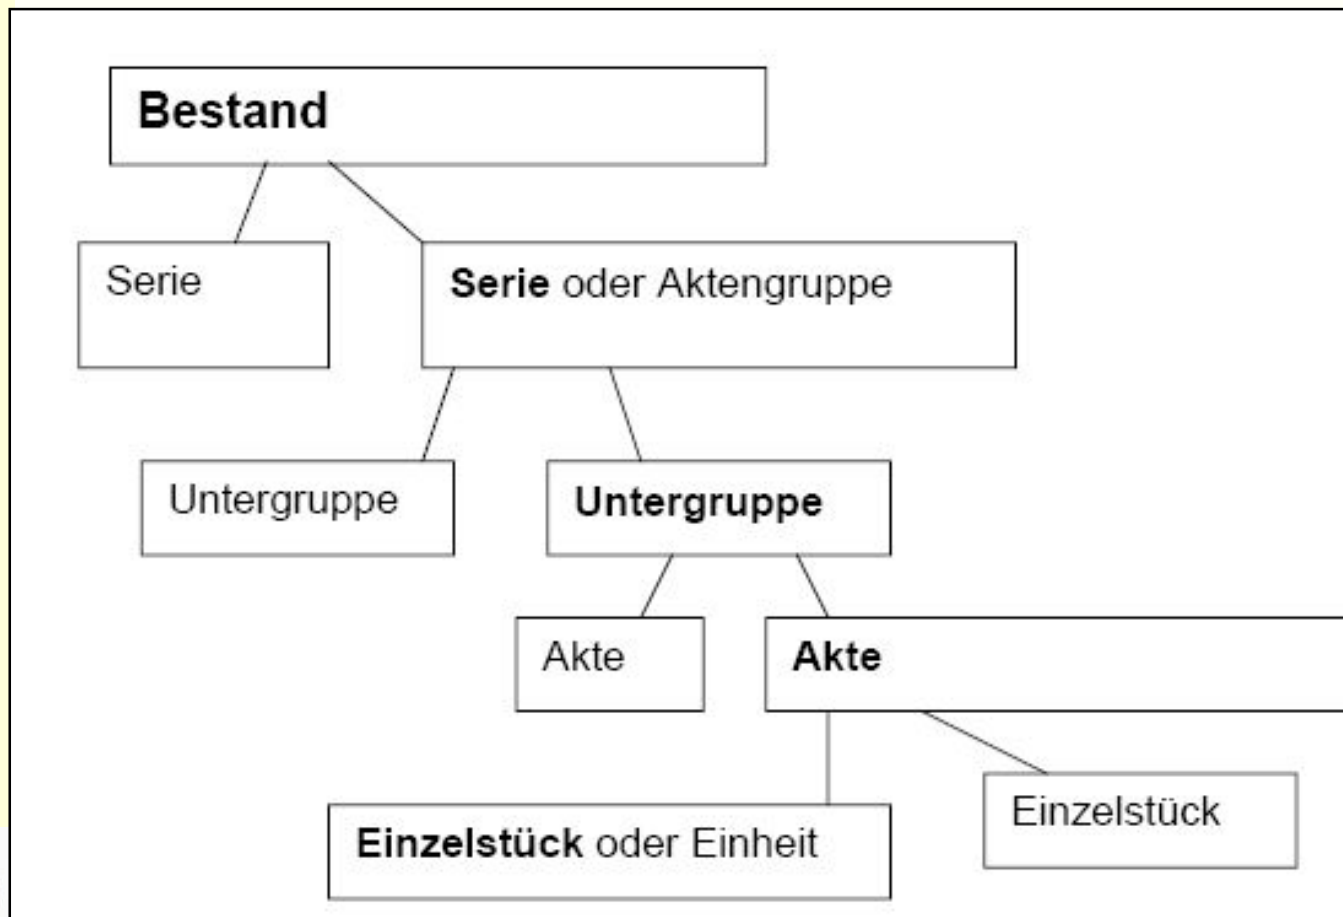 Bestand
Serie
Serie oder Aktengruppe
Untergruppe
Untergruppe
Akte
Akte
Einzelstück
Einzelstück oder Einheit